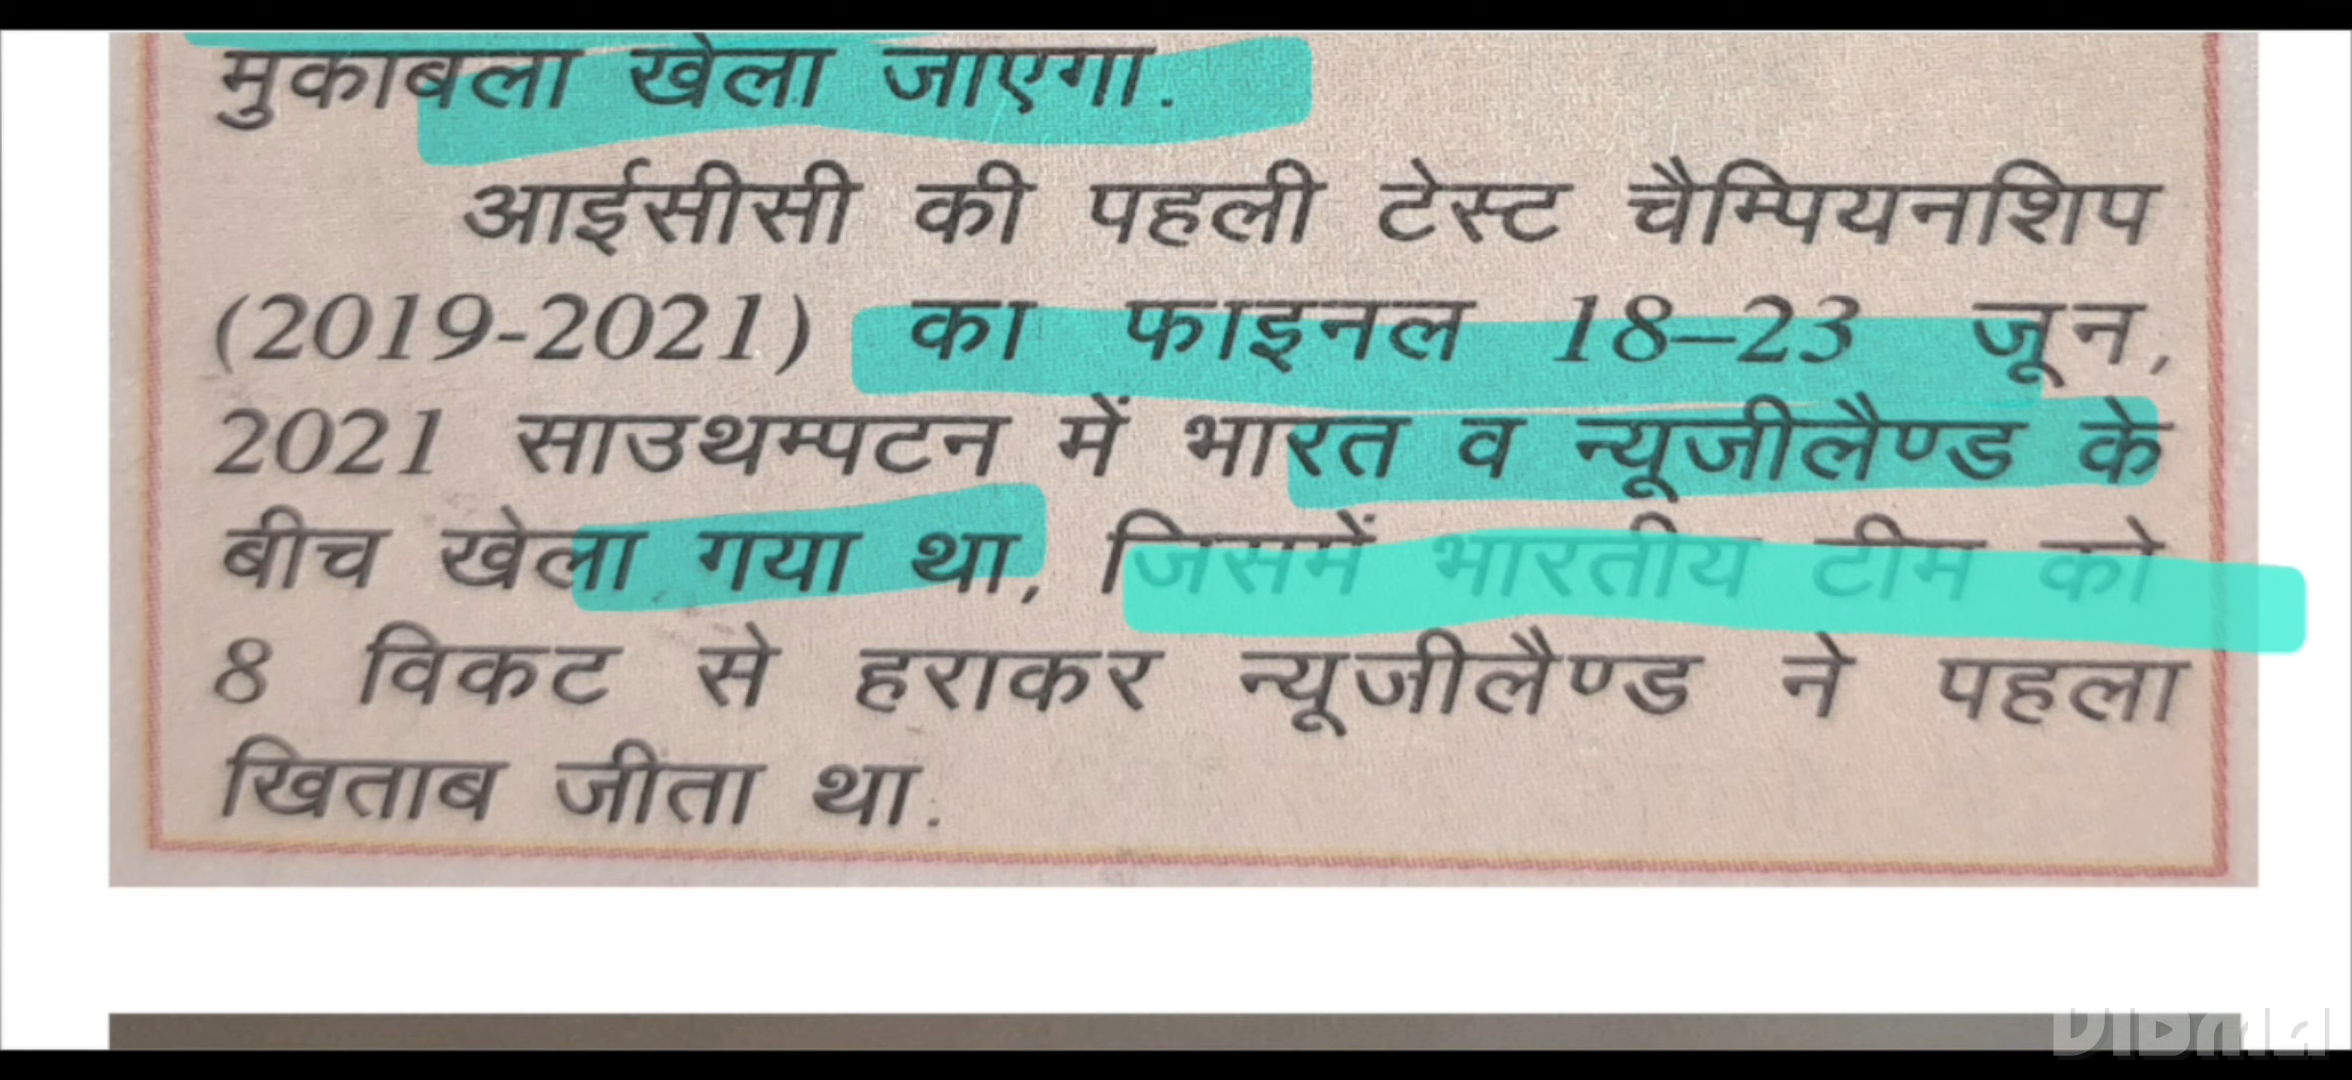 मुकाबला खेला जाएगा.
आईसीसी की पहली टेस्ट चैम्पियनशिप
(2019-2021) का फाइनल 18–23 जून,
2021 साउथम्पटन में भारत व न्यूजीलैण्ड के
बीच खेला गया था, जिसमें भारतीय टीम को
8 विकट से हराकर न्यूजीलैण्ड ने पहला
खिताब जीता था.